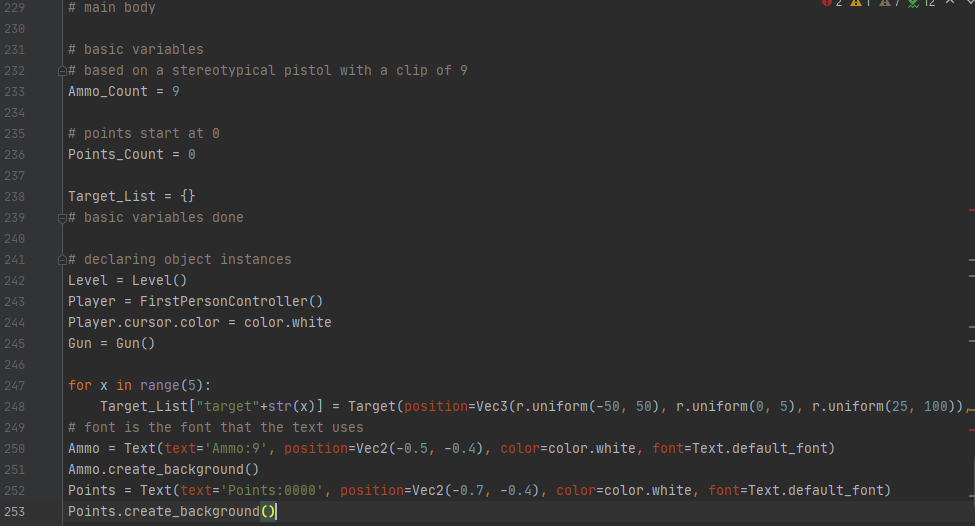 229 # main body
2 1 7 12
230
231 # basic variables
232 # based on a stereotypical pistol with a clip of 9
233 Ammo_Count = 9
234
235 # points start at 0
236 Points_Count = 0
237
238 Target_List = {}
239 # basic variables done
240
241 # declaring object instances
242 Level = Level()
243 Player = FirstPersonController()
244 Player.cursor.color = color.white
245 Gun = Gun()
246
247 for x in range(5):
248     Target_List["target"+str(x)] = Target(position=Vec3(r.uniform(-50, 50), r.uniform(0, 5), r.uniform(25, 100)),
249 # font is the font that the text uses
250 Ammo = Text(text='Ammo:9', position=Vec2(-0.5, -0.4), color=color.white, font=Text.default_font)
251 Ammo.create_background()
252 Points = Text(text='Points:0000', position=Vec2(-0.7, -0.4), color=color.white, font=Text.default_font)
253 Points.create_background()